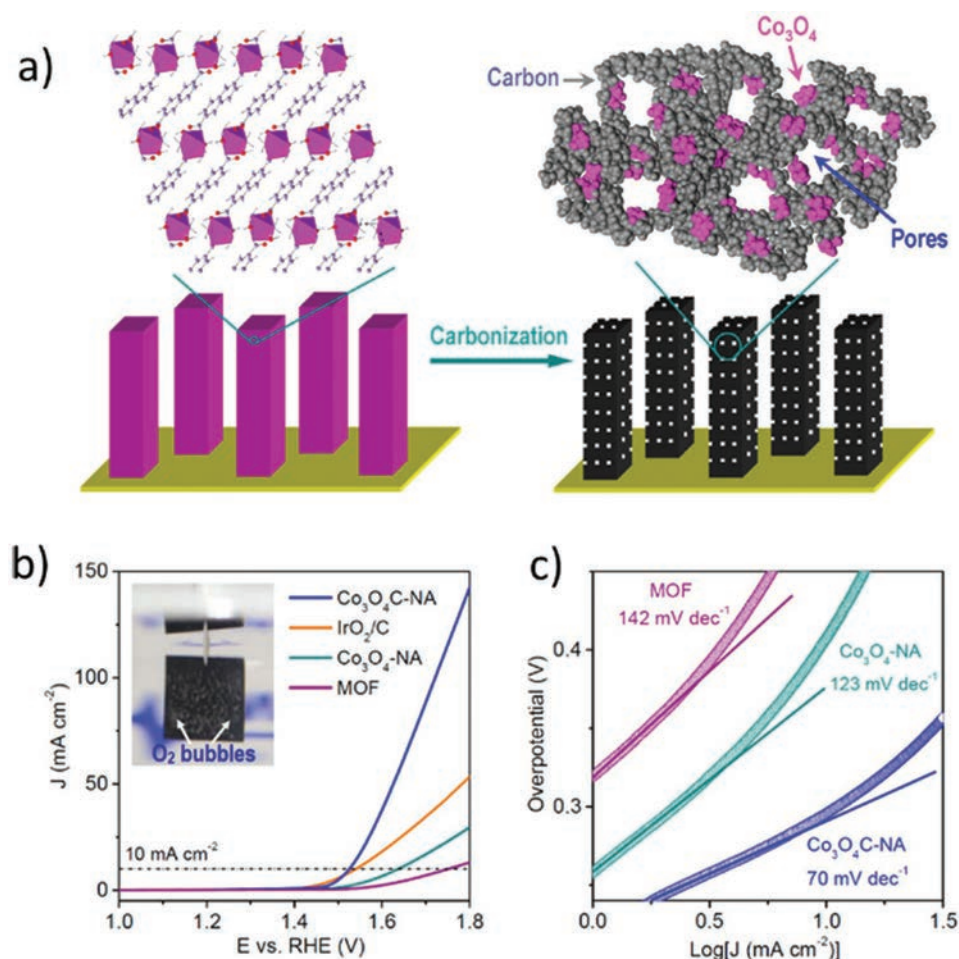 a)
Carbon
Co₃O₄
Pores
Carbonization
b)
150
100
50
0
J (mA cm⁻²)
Co₃O₄C-NA
IrO₂/C
Co₃O₄-NA
MOF
O₂ bubbles
10 mA cm⁻²
1.0 1.2 1.4 1.6 1.8
E vs. RHE (V)
c)
0.4
0.3
Overpotential (V)
MOF
142 mV dec⁻¹
Co₃O₄-NA
123 mV dec⁻¹
Co₃O₄C-NA
70 mV dec⁻¹
0.0 0.5 1.0 1.5
Log[J (mA cm⁻²)]